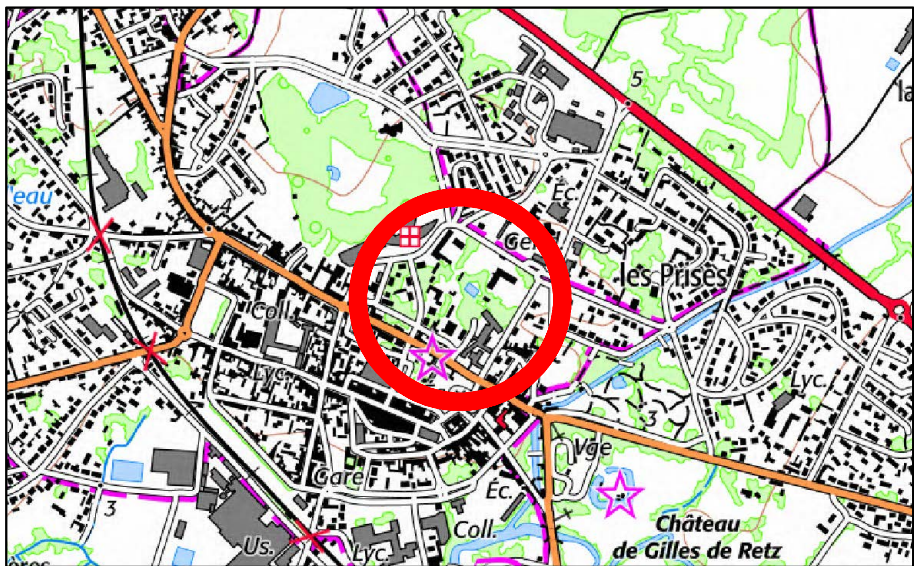 5
la
eau
4
Éc.
les Prises
Coll.
Lyc.
Lyc.
3
Vge
Gare
Éc.
3
Coll.
Château
de Gilles de Retz
Us.
Lyc.